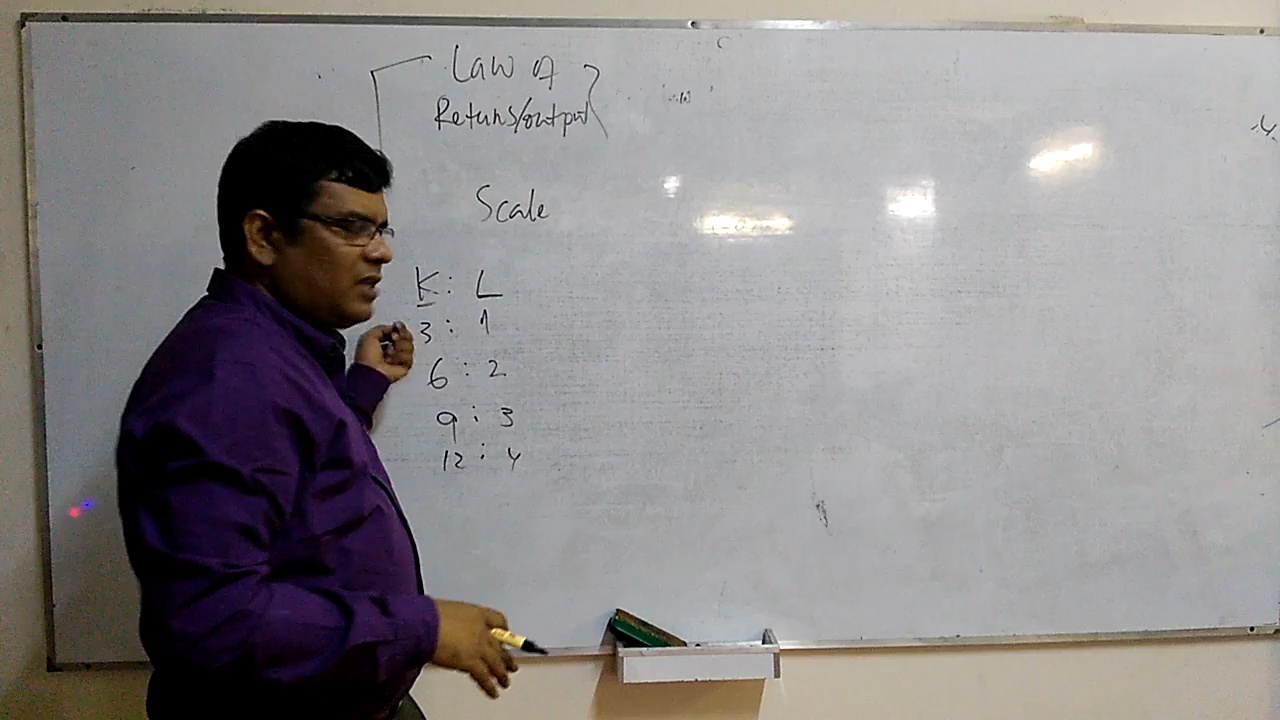 Law of
Returns/output
Scale
K : L
3 : 1
6 : 2
9 : 3
12 : 4